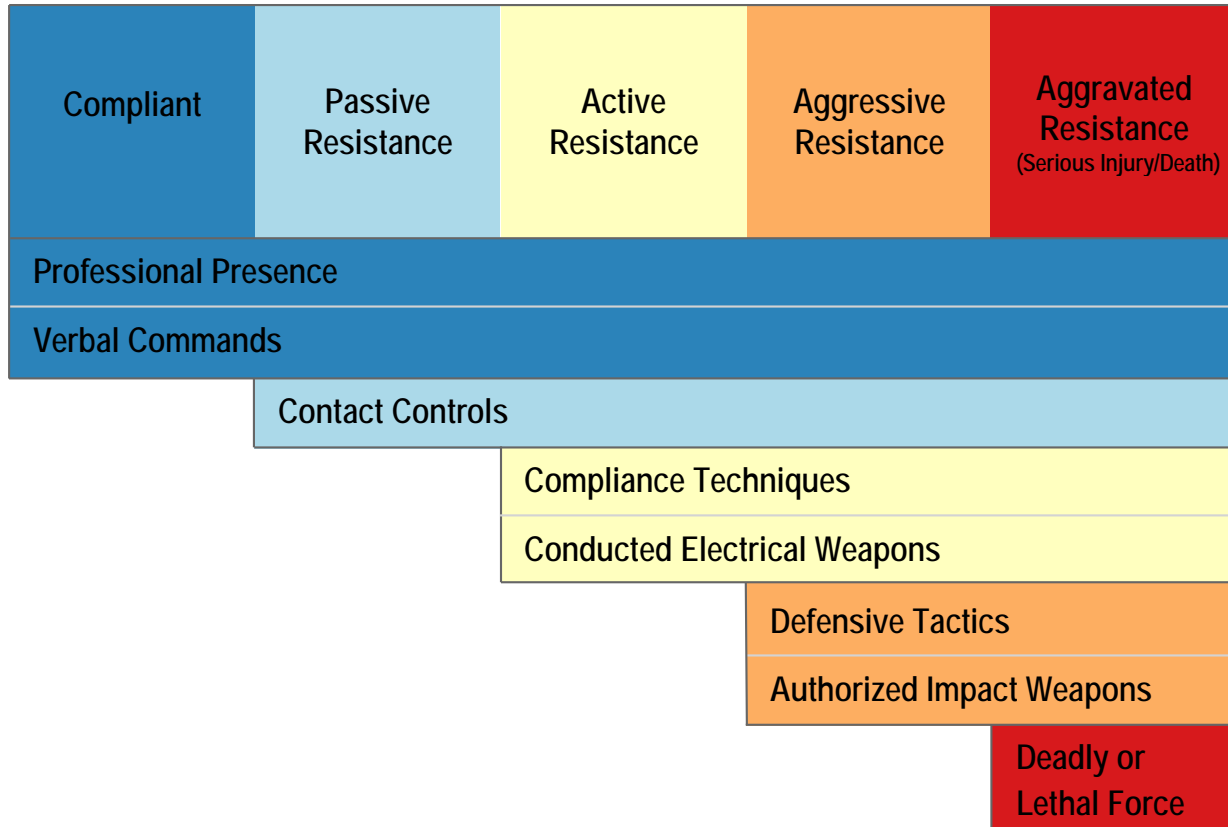 Compliant
Passive
Resistance
Active
Resistance
Aggressive
Resistance
Aggravated
Resistance
(Serious Injury/Death)
Professional Presence
Verbal Commands
Contact Controls
Compliance Techniques
Conducted Electrical Weapons
Defensive Tactics
Authorized Impact Weapons
Deadly or
Lethal Force